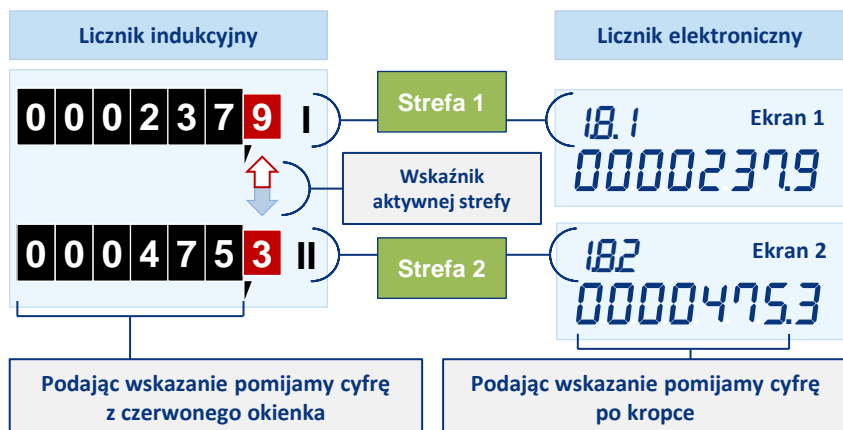 Licznik indukcyjny
Licznik elektroniczny
0002379 I
Strefa 1
1.8.1 Ekran 1
0000237.9
Wskaźnik
aktywnej strefy
0004753 II
Strefa 2
1.8.2 Ekran 2
0000475.3
Podając wskazanie pomijamy cyfrę
z czerwonego okienka
Podając wskazanie pomijamy cyfrę
po kropce